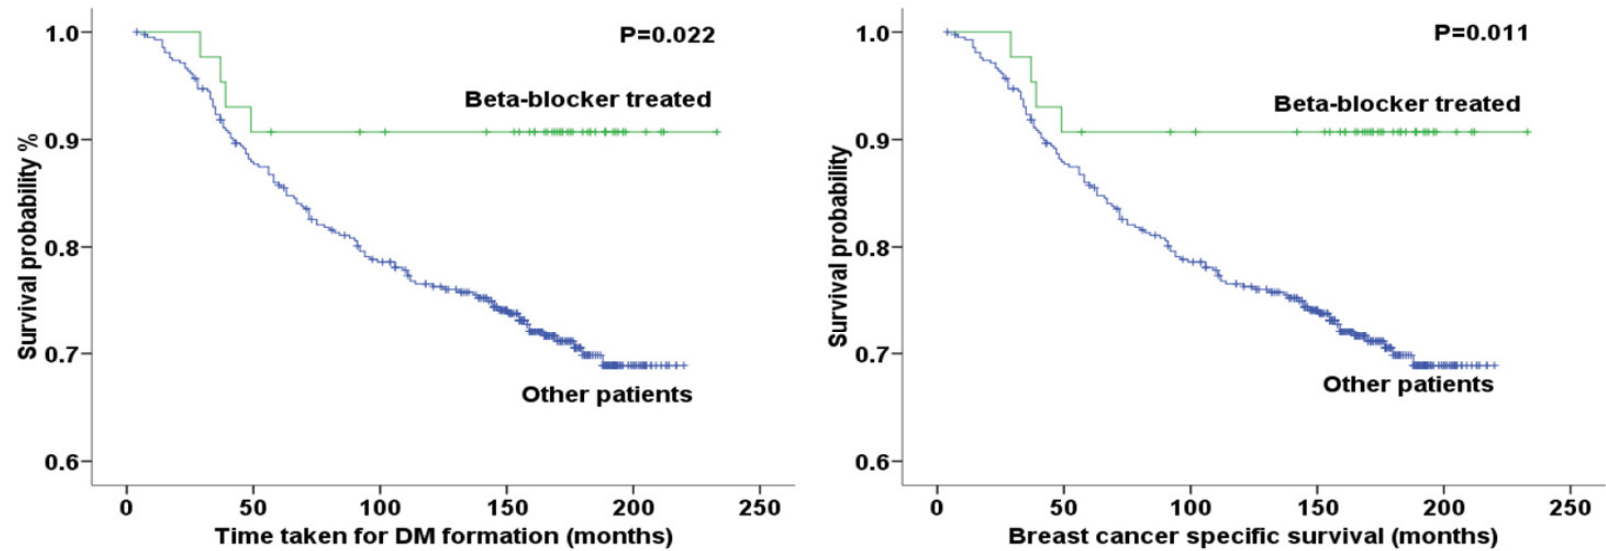 Survival probability %
1.0
0.9
0.8
0.7
0.6
P=0.022
Beta-blocker treated
Other patients
0 50 100 150 200 250
Time taken for DM formation (months)
Survival probability
1.0
0.9
0.8
0.7
0.6
P=0.011
Beta-blocker treated
Other patients
0 50 100 150 200 250
Breast cancer specific survival (months)